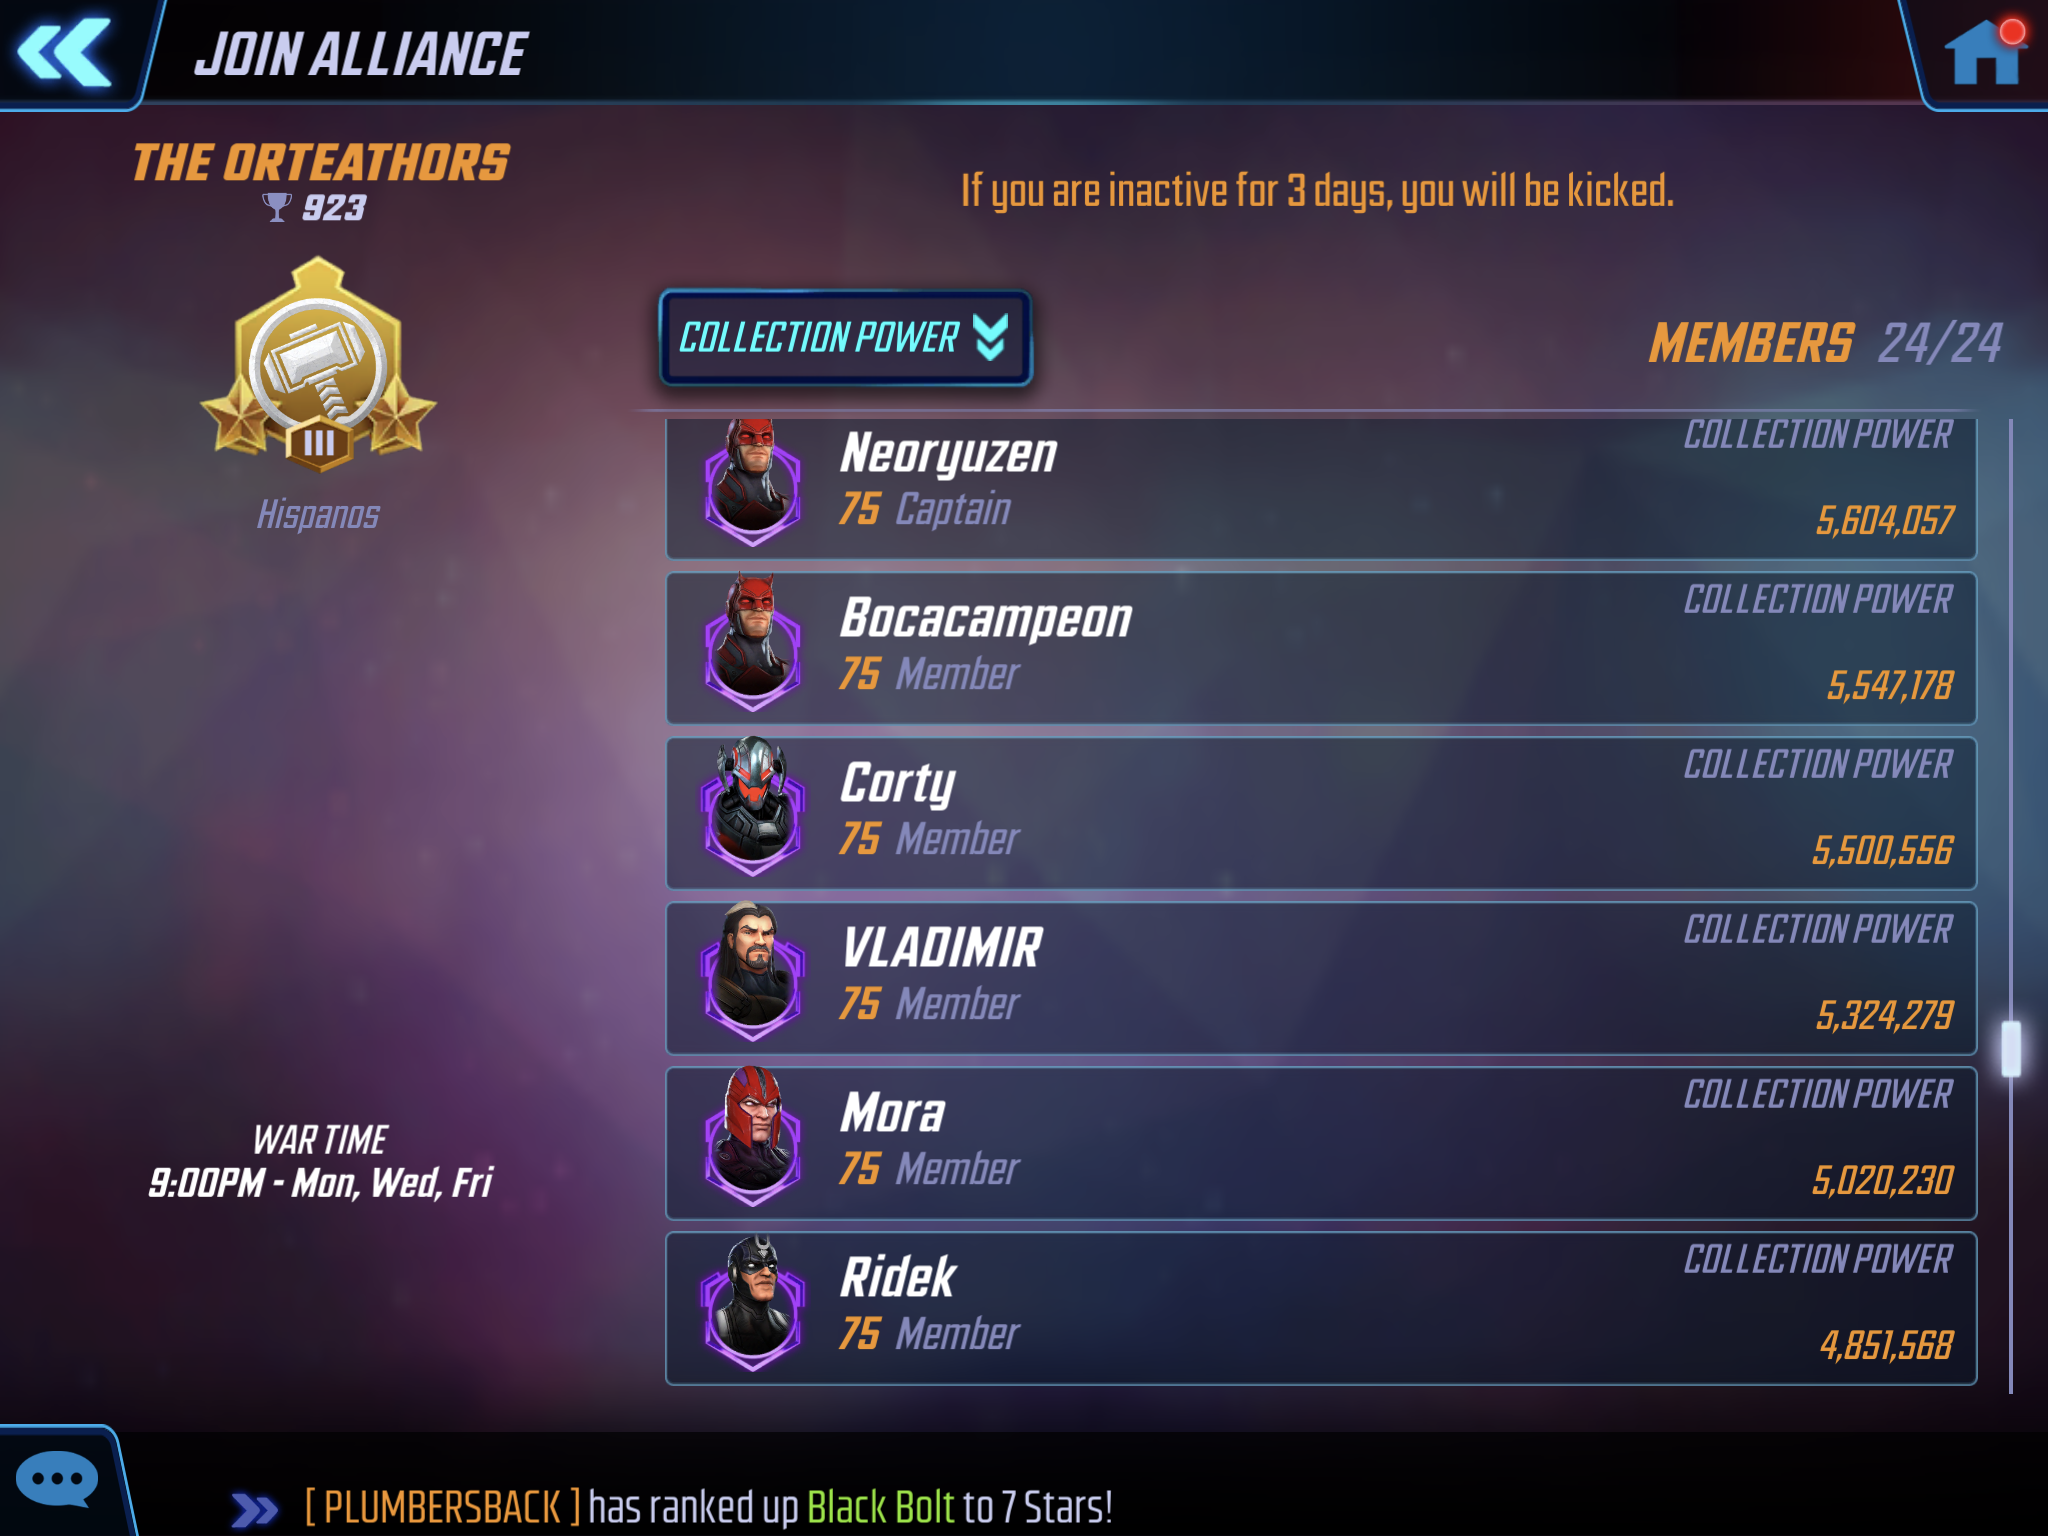 JOIN ALLIANCE
THE ORTEATHORS
923
III
Hispanos
WAR TIME
9:00PM - Mon, Wed, Fri
If you are inactive for 3 days, you will be kicked.
COLLECTION POWER
MEMBERS 24/24
Neoryuzen
75 Captain
COLLECTION POWER
5,604,057
Bocacampeon
75 Member
COLLECTION POWER
5,547,178
Corty
75 Member
COLLECTION POWER
5,500,556
VLADIMIR
75 Member
COLLECTION POWER
5,324,279
Mora
75 Member
COLLECTION POWER
5,020,230
Ridek
75 Member
COLLECTION POWER
4,851,568
[ PLUMBERSBACK ] has ranked up Black Bolt to 7 Stars!